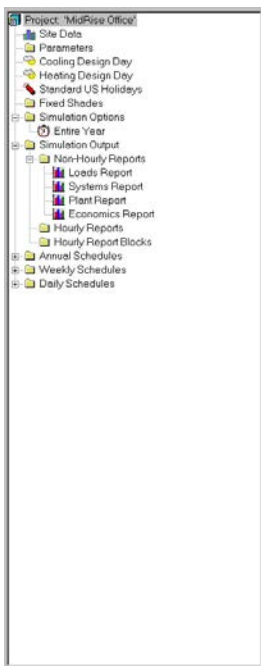 Project: 'MidRise Office'
Site Data
Parameters
Cooling Design Day
Heating Design Day
Standard US Holidays
Fixed Shades
Simulation Options
Entire Year
Simulation Output
Non-Hourly Reports
Loads Report
Systems Report
Plant Report
Economics Report
Hourly Reports
Hourly Report Blocks
Annual Schedules
Weekly Schedules
Daily Schedules